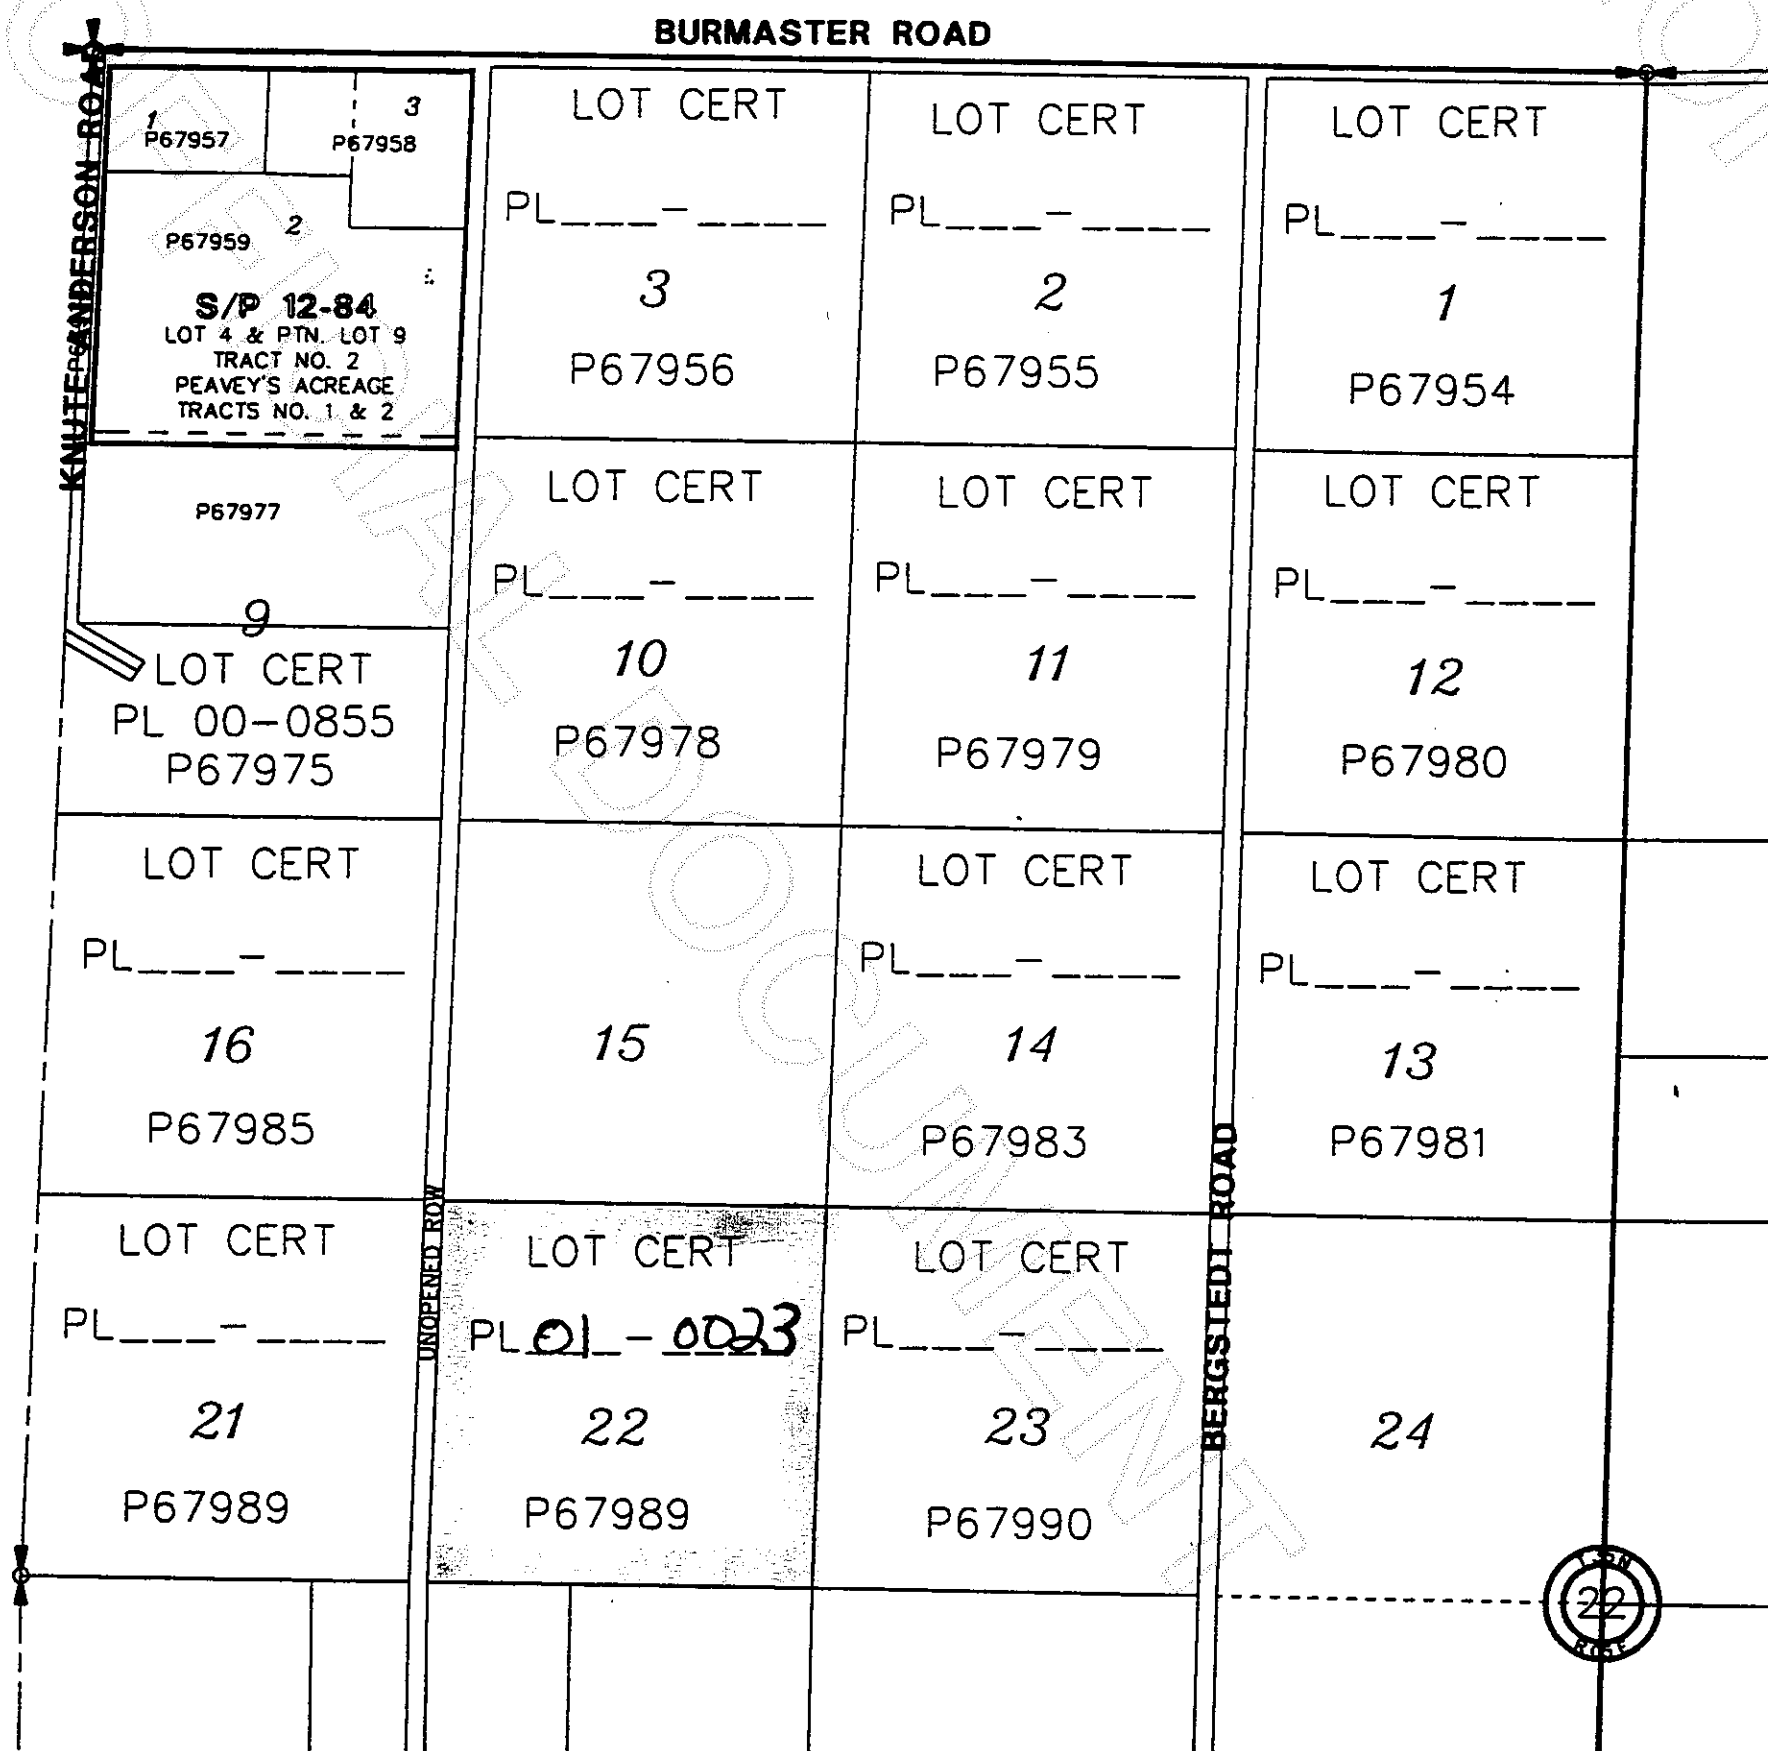 BURMASTER ROAD
KNUTE ANDERSON ROAD
1
P67957
3
P67958
2
P67959
S/P 12-84
LOT 4 & PTN. LOT 9
TRACT NO. 2
PEAVEY'S ACREAGE
TRACTS NO. 1 & 2
LOT CERT
PL___-____
3
P67956
LOT CERT
PL___-____
2
P67955
LOT CERT
PL___-____
1
P67954
P67977
9
LOT CERT
PL 00-0855
P67975
LOT CERT
PL___-____
10
P67978
LOT CERT
PL___-____
11
P67979
LOT CERT
PL___-____
12
P67980
LOT CERT
PL___-____
16
P67985
15
LOT CERT
PL___-____
14
P67983
LOT CERT
PL___-____
13
P67981
UNOPENED ROW
BERGSTEDT ROAD
LOT CERT
PL___-____
21
P67989
LOT CERT
PL 01-0023
22
P67989
LOT CERT
PL___-____
23
P67990
24
T35N
22
R05E
UNOFFICIAL DOCUMENT